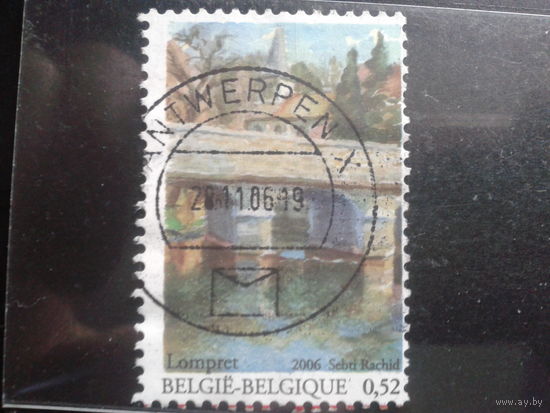 ANTWERPEN X
28.11.06-19
Lompret 2006 Sebti Rachid
BELGIË-BELGIQUE 0,52
www.ay.by